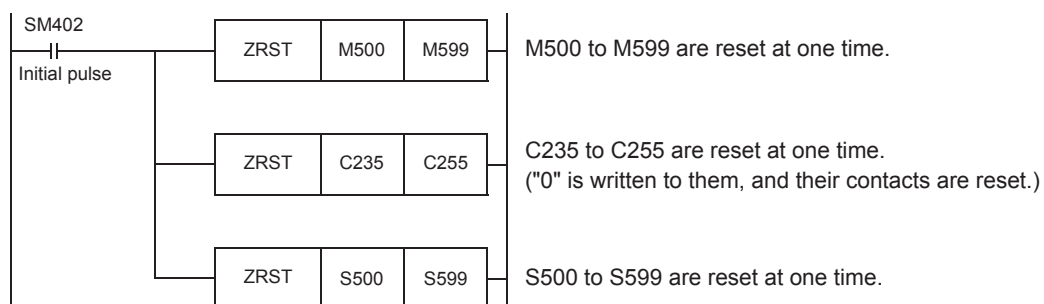 SM402
ZRST M500 M599
M500 to M599 are reset at one time.
Initial pulse
ZRST C235 C255
C235 to C255 are reset at one time.
("0" is written to them, and their contacts are reset.)
ZRST S500 S599
S500 to S599 are reset at one time.